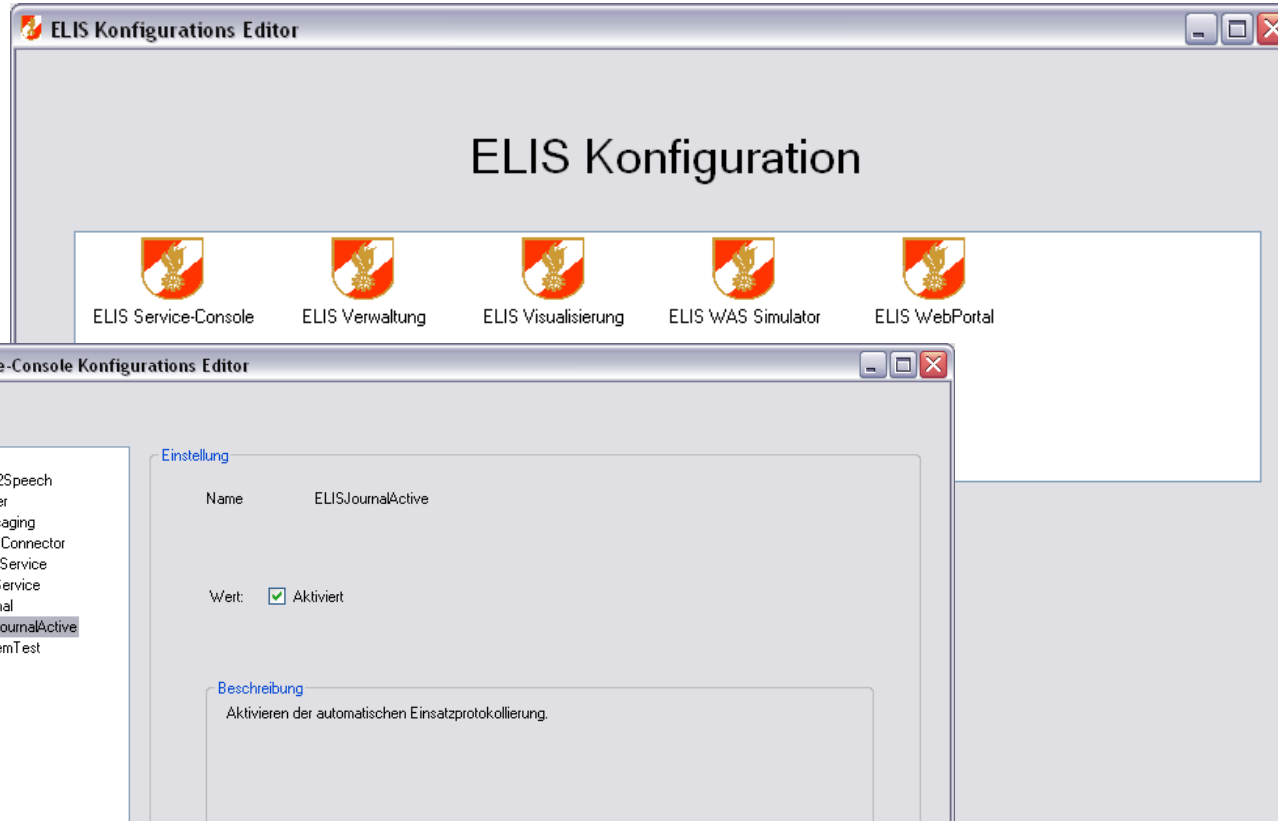 ELIS Konfigurations Editor
ELIS Konfiguration
ELIS Service-Console
ELIS Verwaltung
ELIS Visualisierung
ELIS WAS Simulator
ELIS WebPortal
e-Console Konfigurations Editor
2Speech
er
Connector
Service
ervice
nal
ournalActive
emTest
Einstellung
Name ELISJournalActive
Wert: Aktiviert
Beschreibung
Aktivieren der automatischen Einsatzprotokollierung.